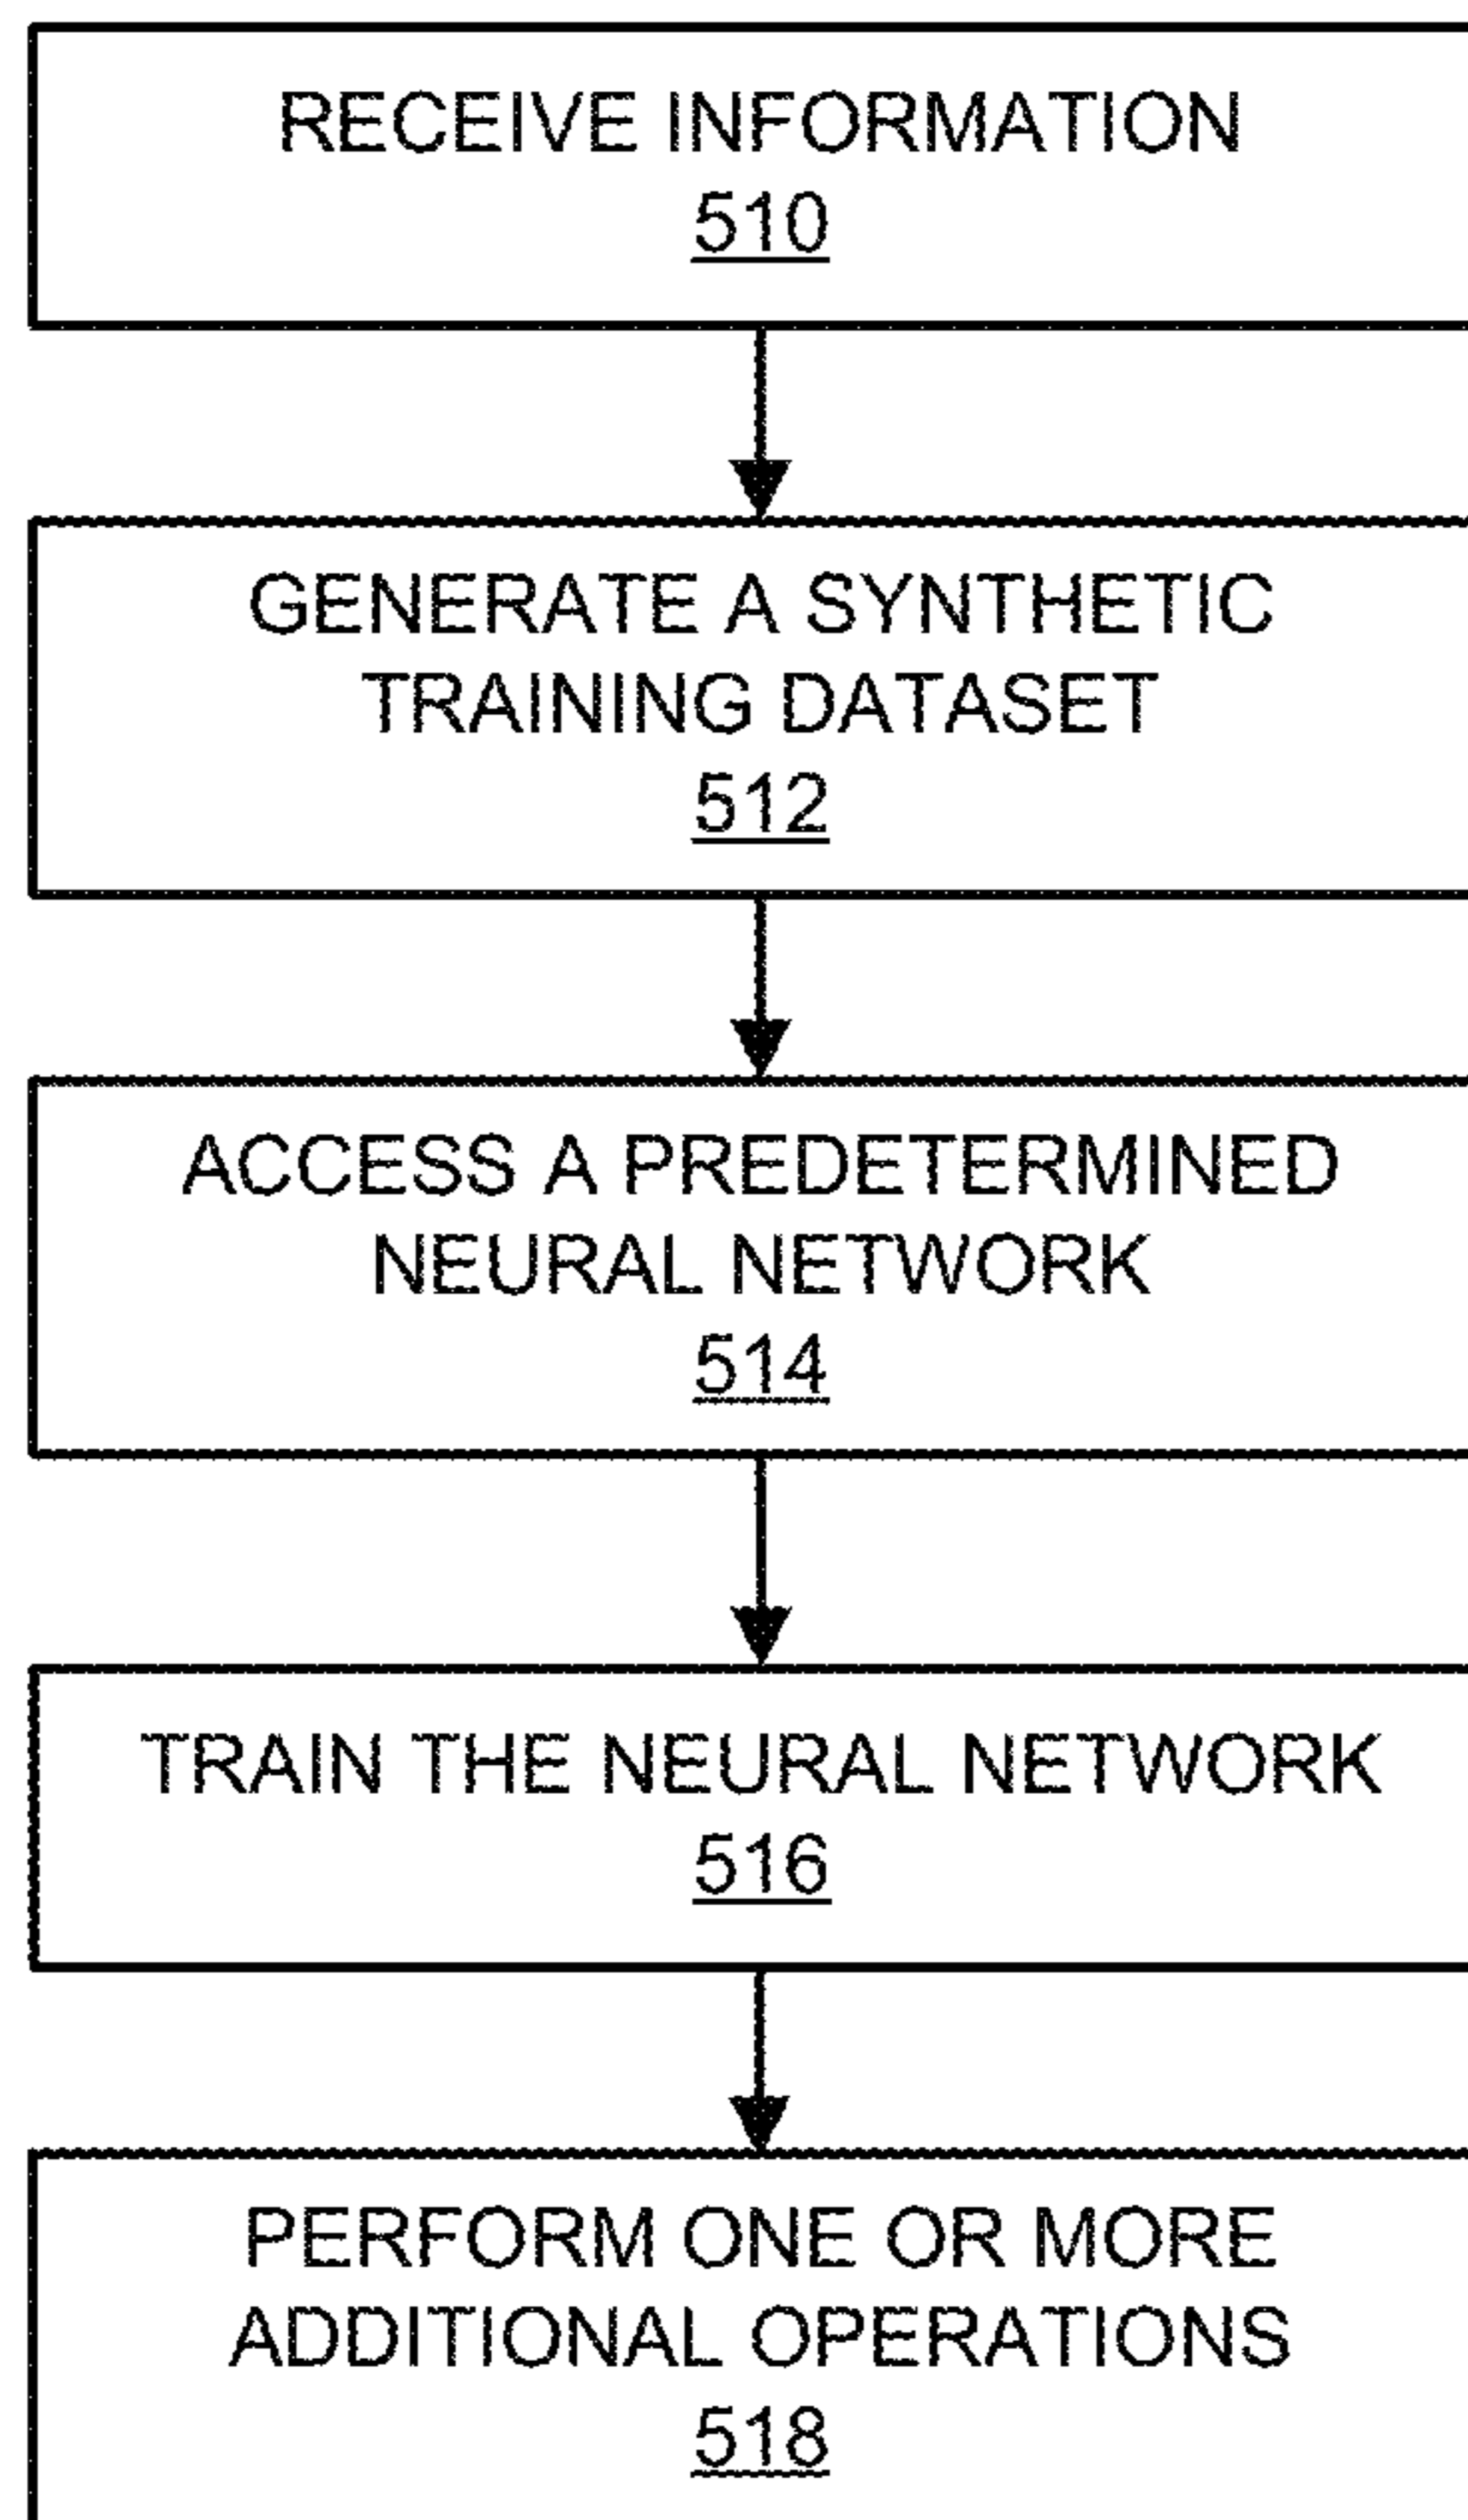 RECEIVE INFORMATION
510
GENERATE A SYNTHETIC
TRAINING DATASET
512
ACCESS A PREDETERMINED
NEURAL NETWORK
514
TRAIN THE NEURAL NETWORK
516
PERFORM ONE OR MORE
ADDITIONAL OPERATIONS
518